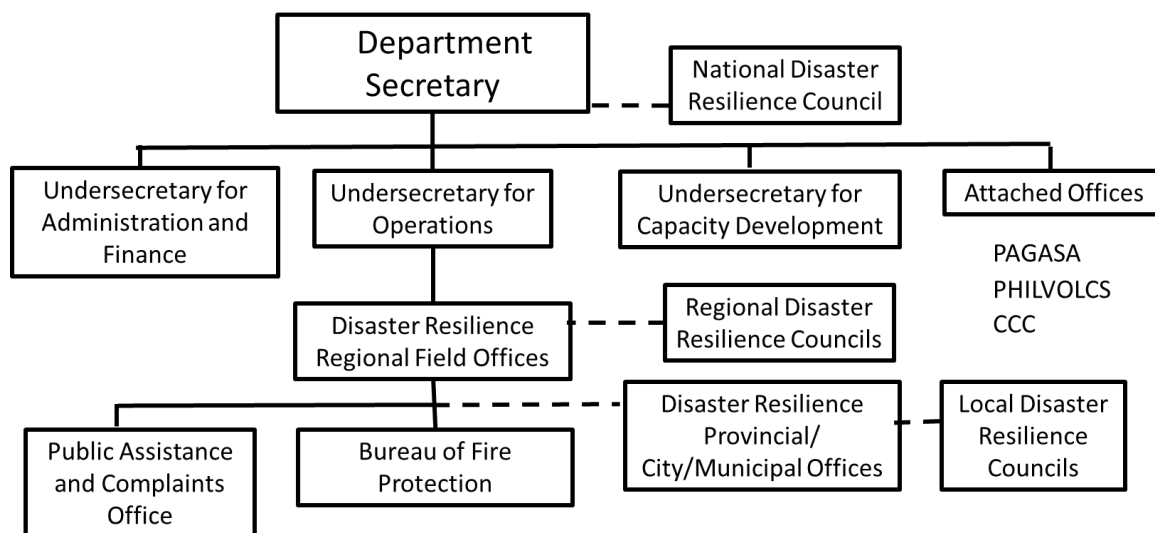 Department
Secretary
National Disaster
Resilience Council
Undersecretary for
Administration and
Finance
Undersecretary for
Operations
Undersecretary for
Capacity Development
Attached Offices
PAGASA
PHILVOLCS
CCC
Disaster Resilience
Regional Field Offices
Regional Disaster
Resilience Councils
Public Assistance
and Complaints
Office
Bureau of Fire
Protection
Disaster Resilience
Provincial/
City/Municipal Offices
Local Disaster
Resilience
Councils